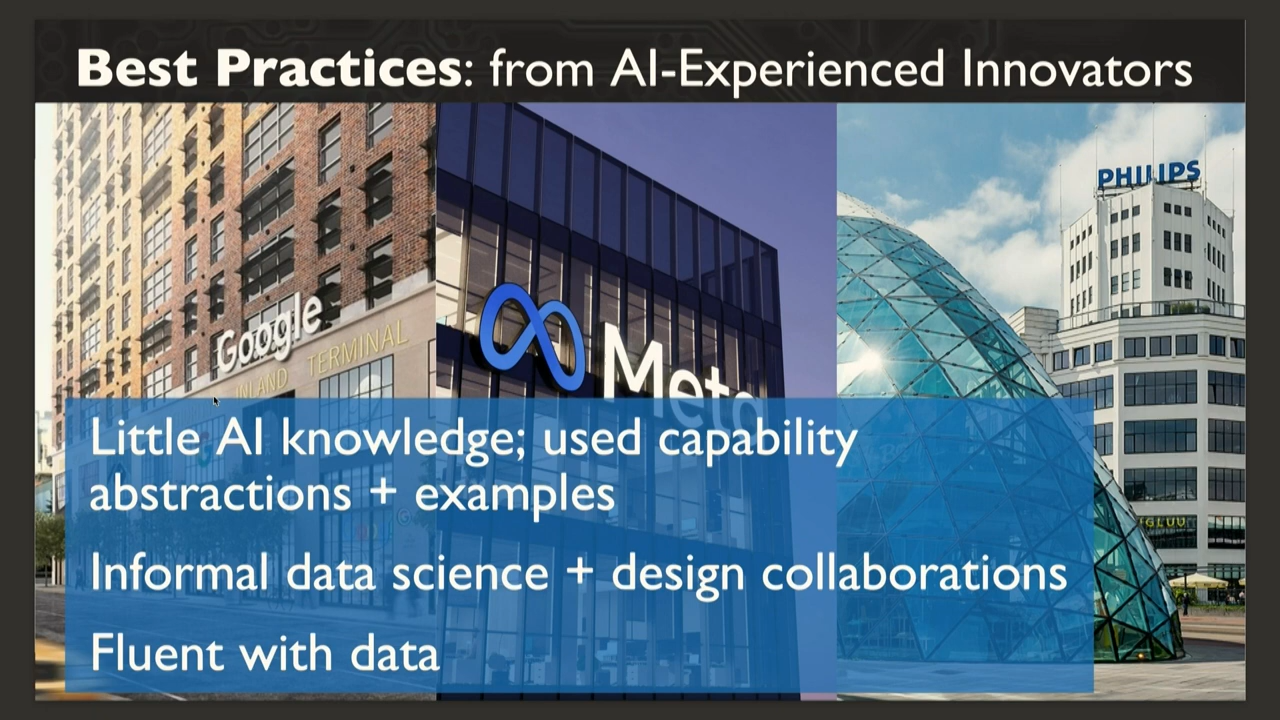 Best Practices: from AI-Experienced Innovators
Google
INLAND TERMINAL
Meta
PHILIPS
Little AI knowledge; used capability
abstractions + examples
Informal data science + design collaborations
Fluent with data